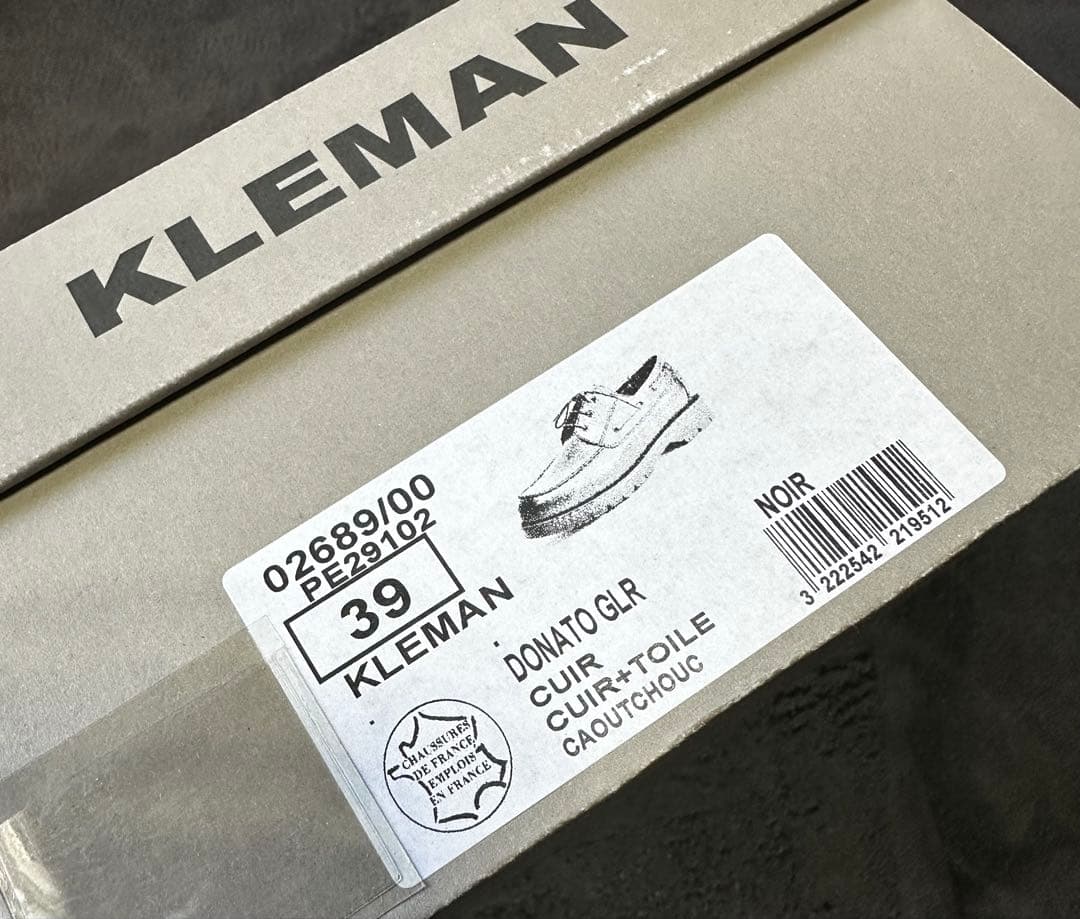 KLEMAN
02689/00
PE29102
39
KLEMAN
DONATO GLR
CUIR
CUIR+TOILE
CAOUTCHOUC
NOIR
3 222542 219512
CHAUSSURES
DE FRANCE
EMPLOIS
EN FRANCE